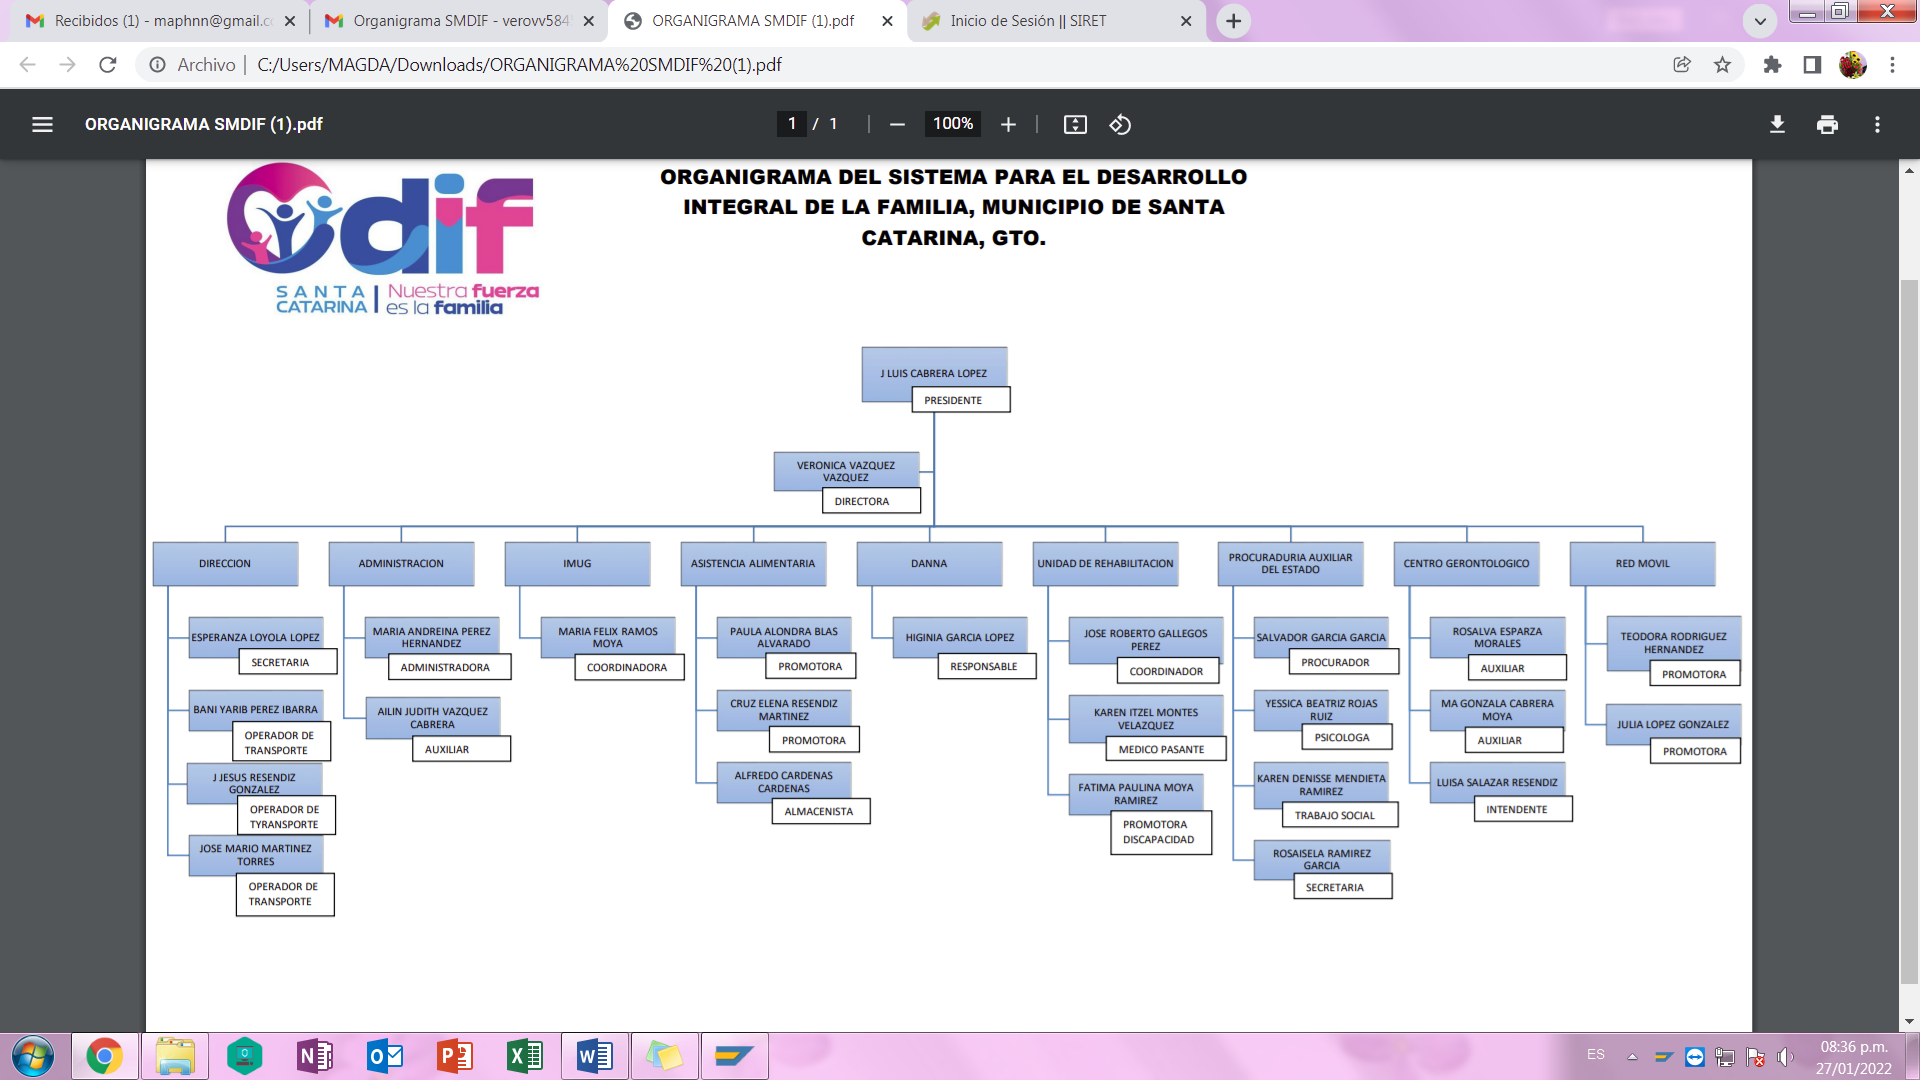 Recibidos (1) - maphnn@gmail.c
Organigrama SMDIF - verovv584
ORGANIGRAMA SMDIF (1).pdf
Inicio de Sesión || SIRET
Archivo
C:/Users/MAGDA/Downloads/ORGANIGRAMA%20SMDIF%20(1).pdf
ORGANIGRAMA SMDIF (1).pdf
1 / 1
100%
dif
SANTA CATARINA
Nuestra fuerza
es la familia
ORGANIGRAMA DEL SISTEMA PARA EL DESARROLLO
INTEGRAL DE LA FAMILIA, MUNICIPIO DE SANTA
CATARINA, GTO.
J LUIS CABRERA LOPEZ
PRESIDENTE
VERONICA VAZQUEZ
VAZQUEZ
DIRECTORA
DIRECCION
ESPERANZA LOYOLA LOPEZ
SECRETARIA
BANI YARIB PEREZ IBARRA
OPERADOR DE
TRANSPORTE
J JESUS RESENDIZ
GONZALEZ
OPERADOR DE
TYRANSPORTE
JOSE MARIO MARTINEZ
TORRES
OPERADOR DE
TRANSPORTE
ADMINISTRACION
MARIA ANDREINA PEREZ
HERNANDEZ
ADMINISTRADORA
AILIN JUDITH VAZQUEZ
CABRERA
AUXILIAR
IMUG
MARIA FELIX RAMOS
MOYA
COORDINADORA
ASISTENCIA ALIMENTARIA
PAULA ALONDRA BLAS
ALVARADO
PROMOTORA
CRUZ ELENA RESENDIZ
MARTINEZ
PROMOTORA
ALFREDO CARDENAS
CARDENAS
ALMACENISTA
DANNA
HIGINIA GARCIA LOPEZ
RESPONSABLE
UNIDAD DE REHABILITACION
JOSE ROBERTO GALLEGOS
PEREZ
COORDINADOR
KAREN ITZEL MONTES
VELAZQUEZ
MEDICO PASANTE
FATIMA PAULINA MOYA
RAMIREZ
PROMOTORA
DISCAPACIDAD
PROCURADURIA AUXILIAR
DEL ESTADO
SALVADOR GARCIA GARCIA
PROCURADOR
YESSICA BEATRIZ ROJAS
RUIZ
PSICOLOGA
KAREN DENISSE MENDIETA
RAMIREZ
TRABAJO SOCIAL
ROSAISELA RAMIREZ
GARCIA
SECRETARIA
CENTRO GERONTOLOGICO
ROSALVA ESPARZA
MORALES
AUXILIAR
MA GONZALA CABRERA
MOYA
AUXILIAR
LUISA SALAZAR RESENDIZ
INTENDENTE
RED MOVIL
TEODORA RODRIGUEZ
HERNANDEZ
PROMOTORA
JULIA LOPEZ GONZALEZ
PROMOTORA
ES
08:36 p.m.
27/01/2022